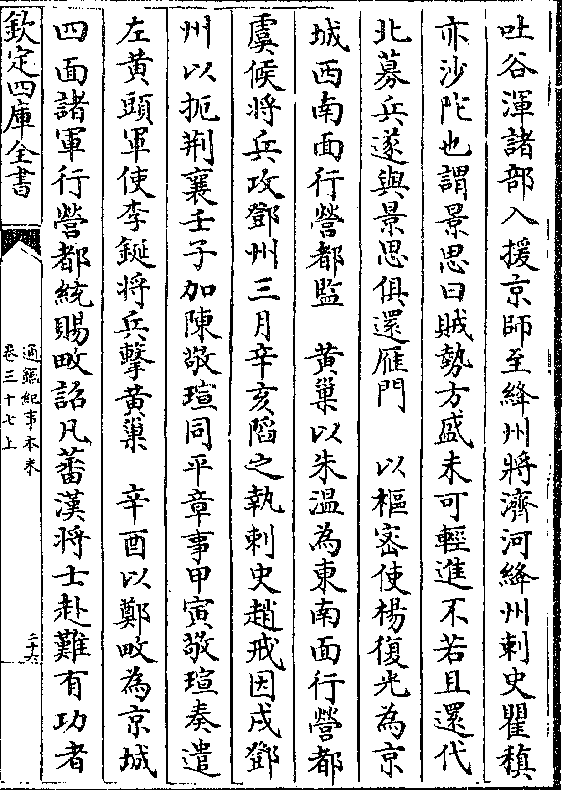 吐谷渾諸部入援京師至絳州將濟河絳州刺史瞿稹
亦沙陀也謂景思曰賊勢方盛未可輕進不若且還代
北募兵遂與景思俱還雁門　以樞密使楊復光為京
城西南面行營都監　黄巢以朱溫為東南面行營都
虞候将兵攻鄧州三月辛亥䧟之執刺史趙戒因戍鄧
州以扼荆襄壬子加陳敬瑄同平章事甲寅敬瑄奏遣
左黄頭軍使李鋋将兵擊黄巢　辛酉以鄭畋為京城
四面諸軍行營都統賜畋詔凡蕃漢将士赴難有功者
欽定四庫全書
通鑑紀事本末
卷三十七上
二十六